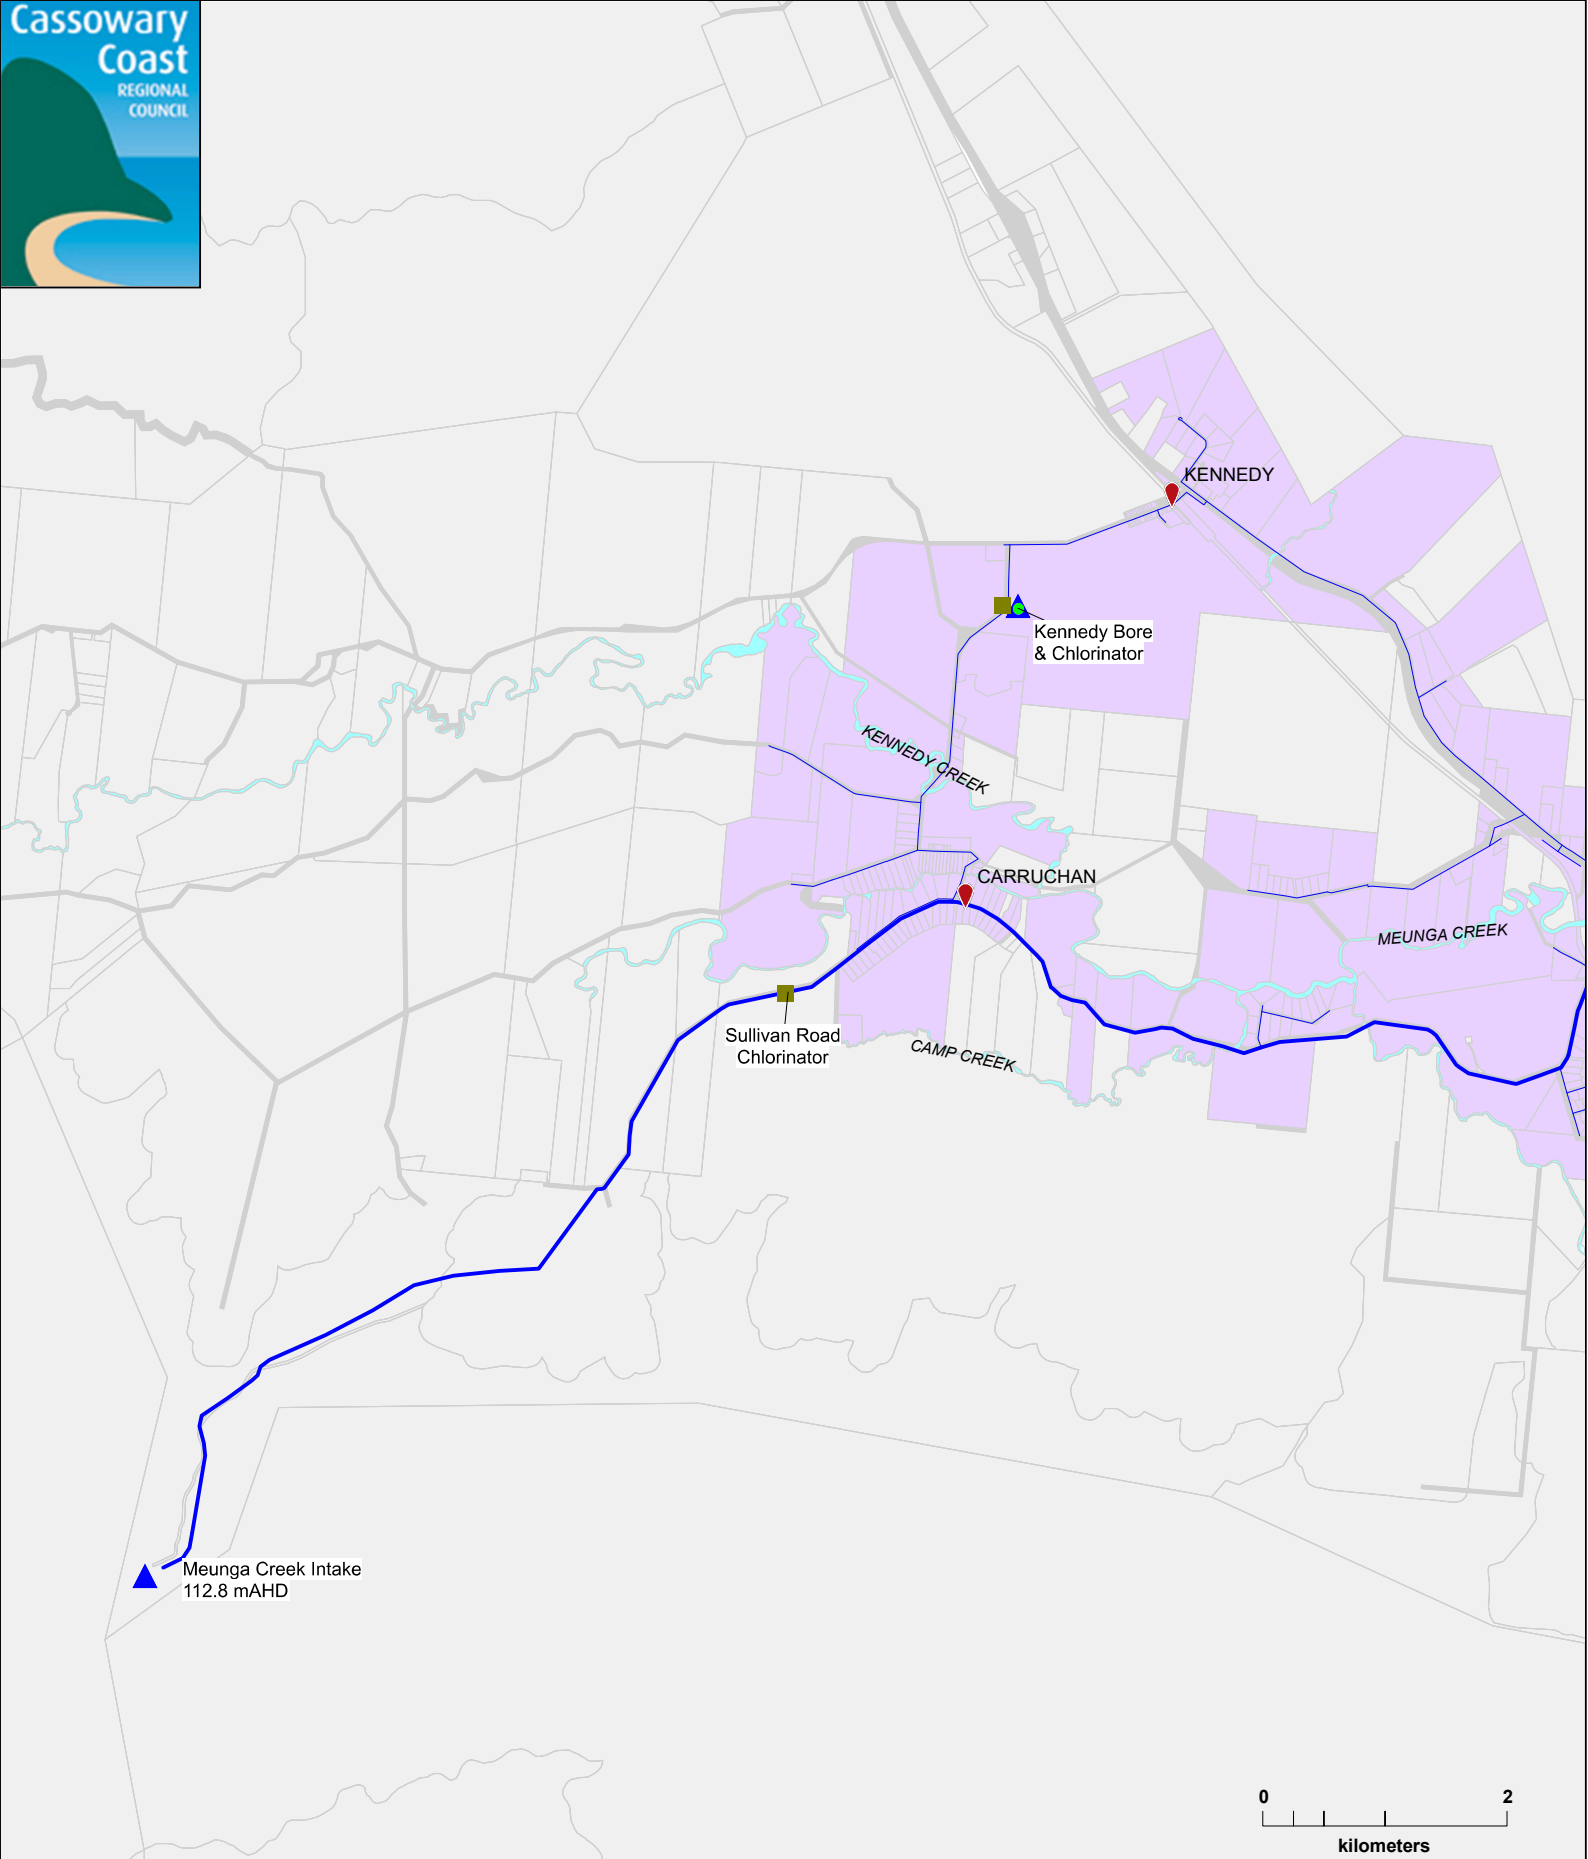 Cassowary
Coast
REGIONAL
COUNCIL
KENNEDY
Kennedy Bore
& Chlorinator
KENNEDY CREEK
CARRUCHAN
MEUNGA CREEK
Sullivan Road
Chlorinator
CAMP CREEK
Meunga Creek Intake
112.8 mAHD
0 2
kilometers